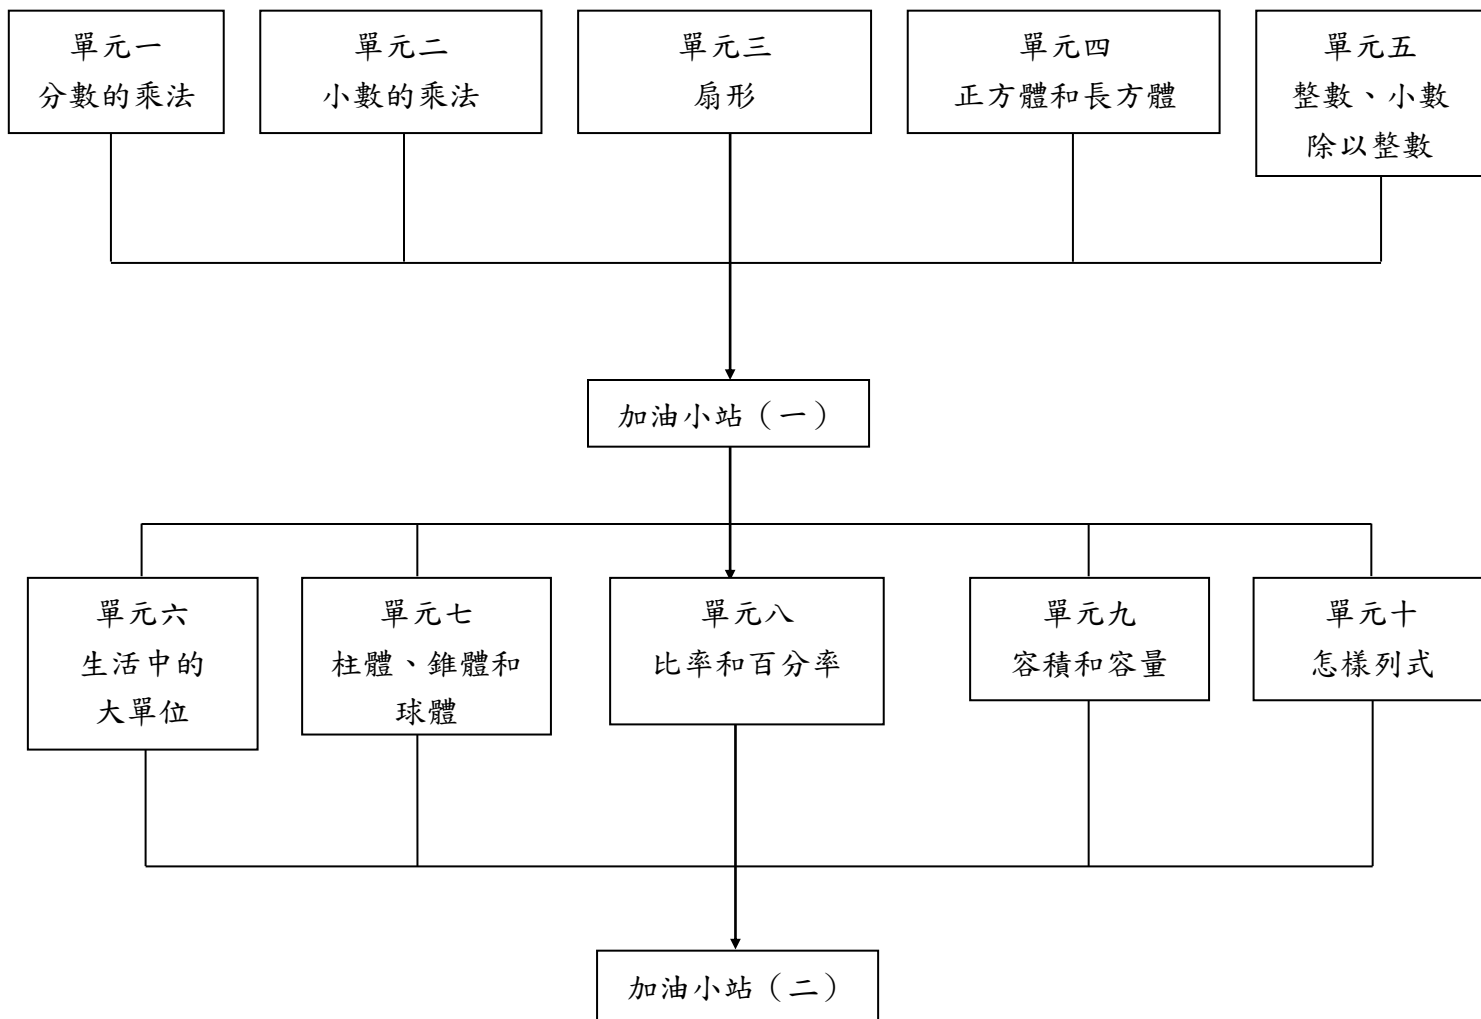 單元一
分數的乘法
單元二
小數的乘法
單元三
扇形
單元四
正方體和長方體
單元五
整數、小數
除以整數
加油小站（一）
單元六
生活中的
大單位
單元七
柱體、錐體和
球體
單元八
比率和百分率
單元九
容積和容量
單元十
怎樣列式
加油小站（二）